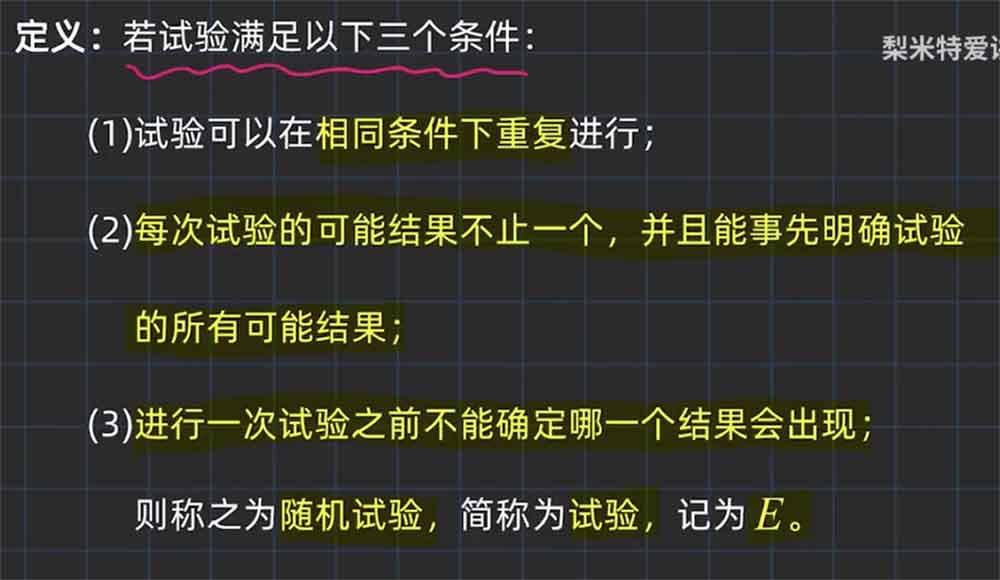 定义：若试验满足以下三个条件：
梨米特爱
(1)试验可以在相同条件下重复进行；
(2)每次试验的可能结果不止一个，并且能事先明确试验
的所有可能结果；
(3)进行一次试验之前不能确定哪一个结果会出现；
则称之为随机试验，简称为试验，记为 E。